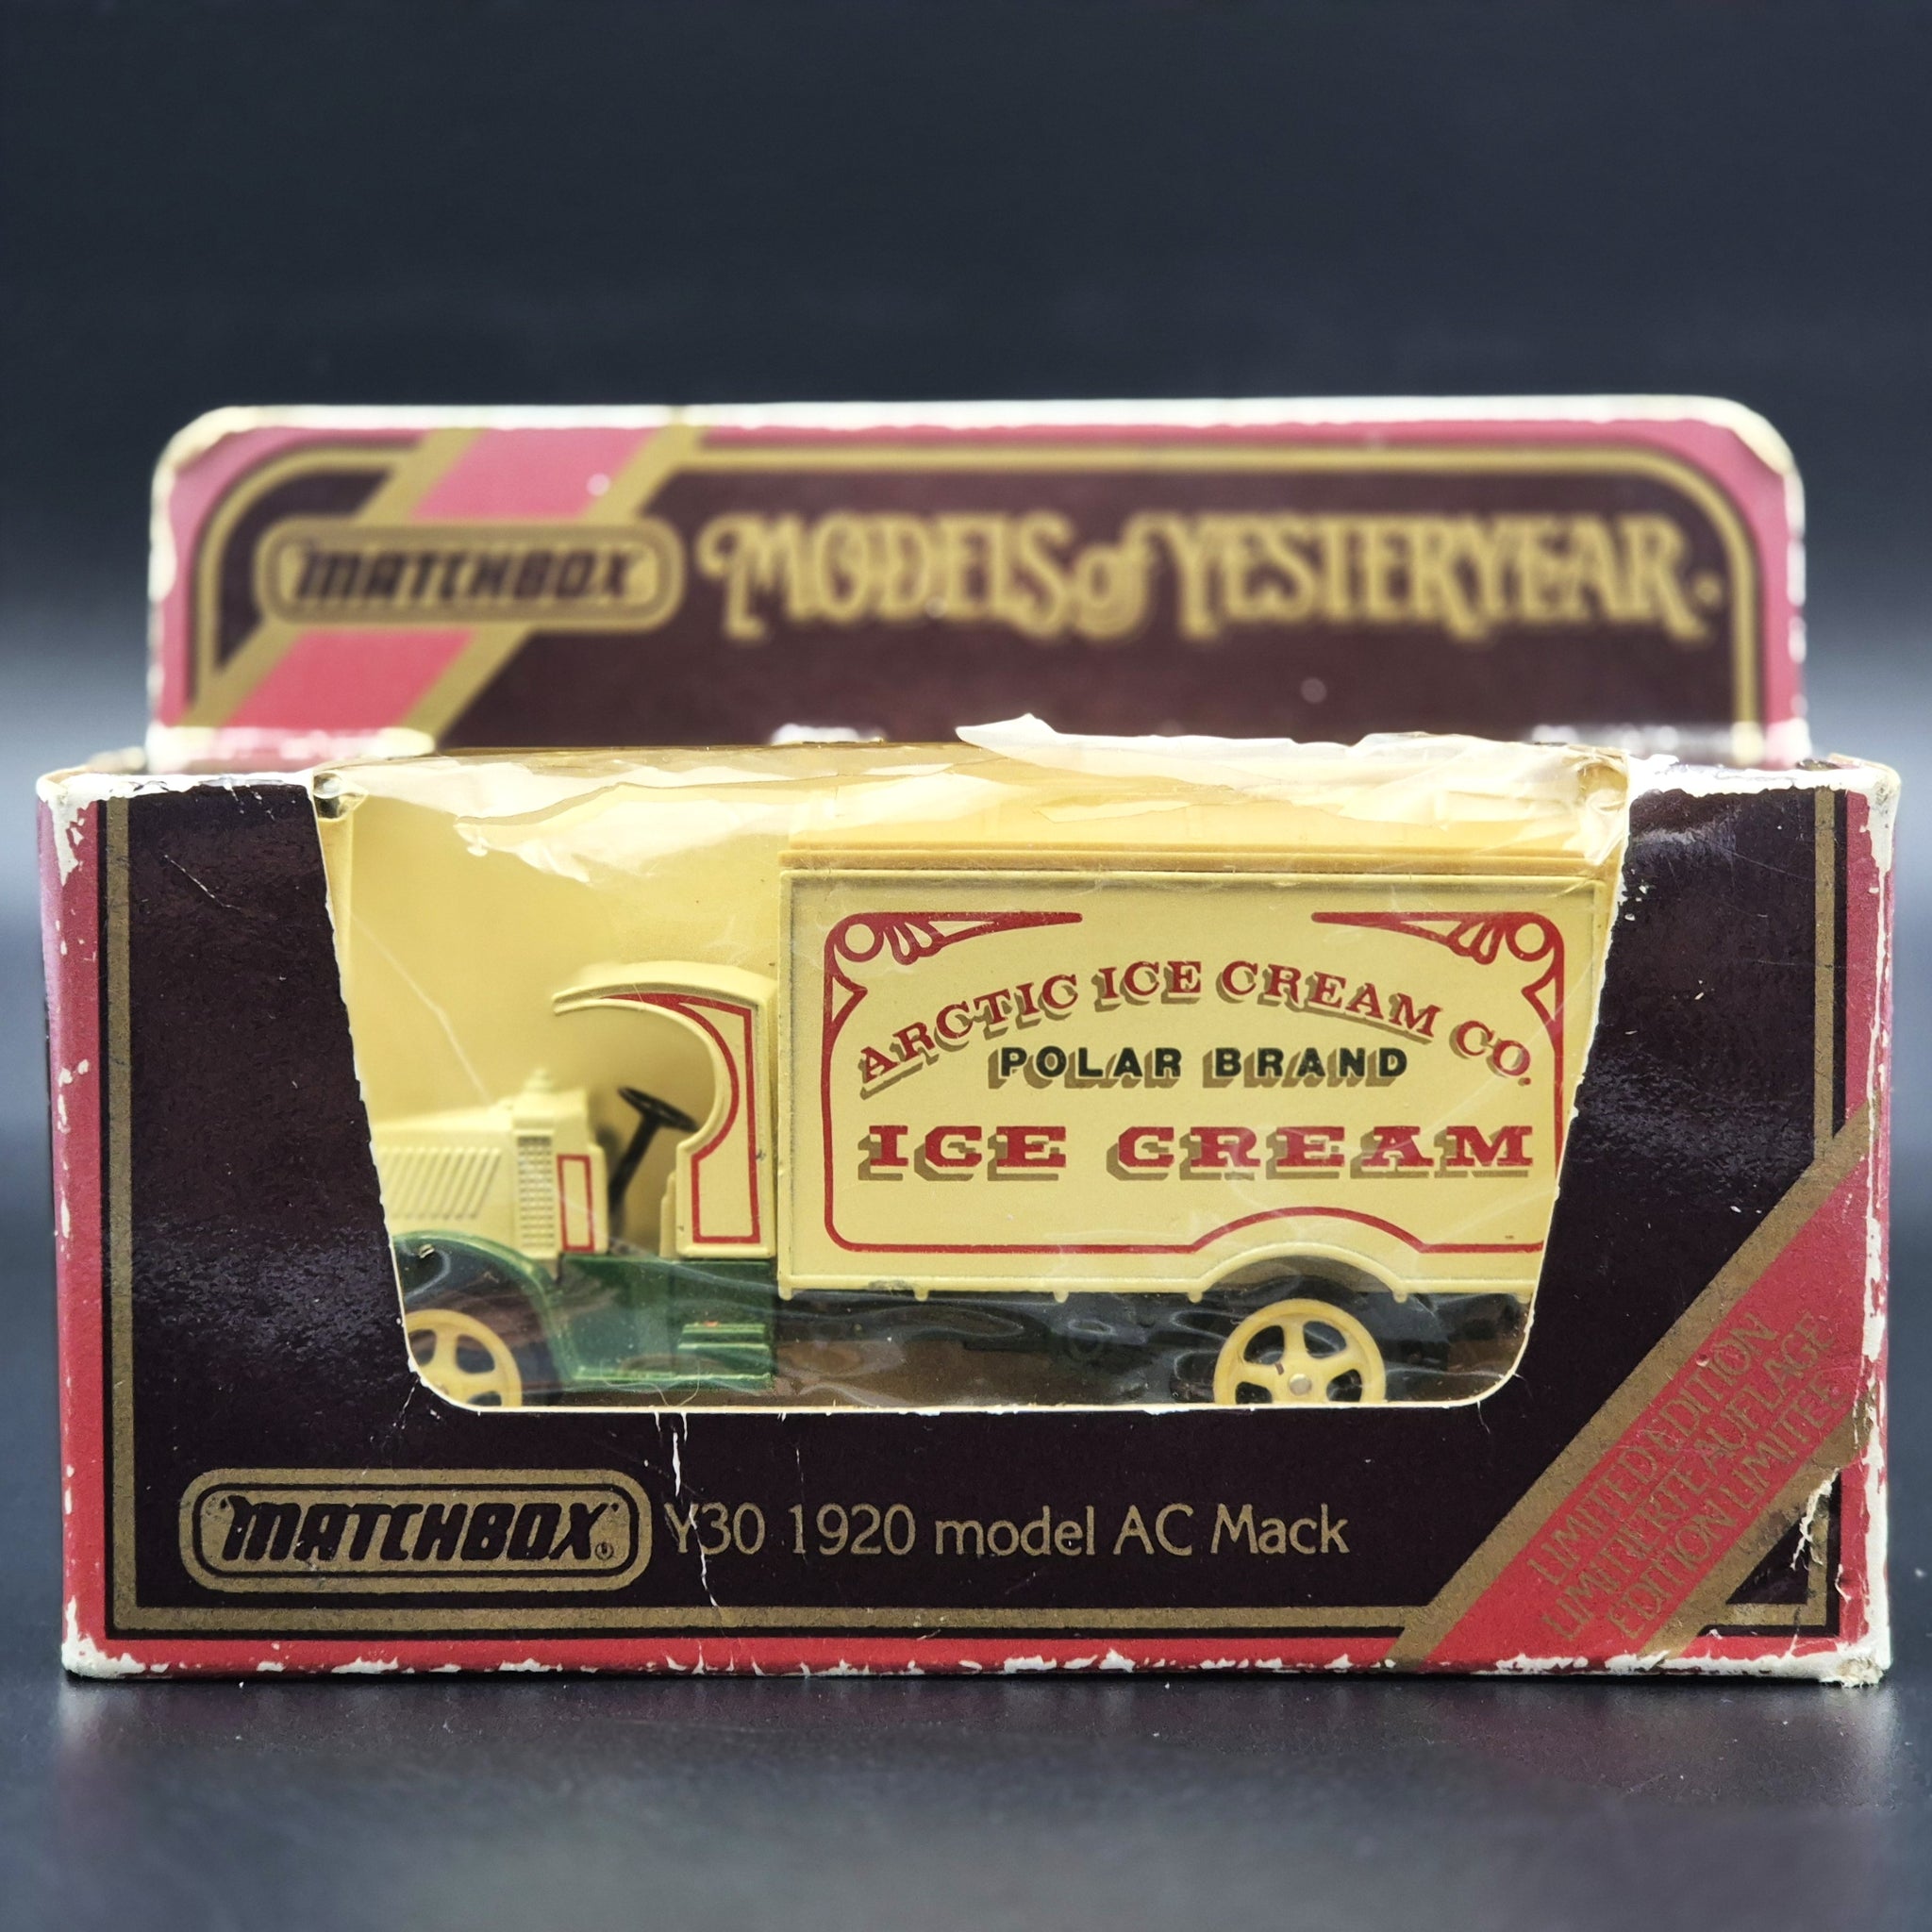 MATCHBOX MODELS of YESTERYEAR
ARCTIC ICE CREAM CO.
POLAR BRAND
ICE CREAM
MATCHBOX® Y30 1920 model AC Mack
LIMITED EDITION
LIMITIERTE AUFLAGE
EDITION LIMITEE